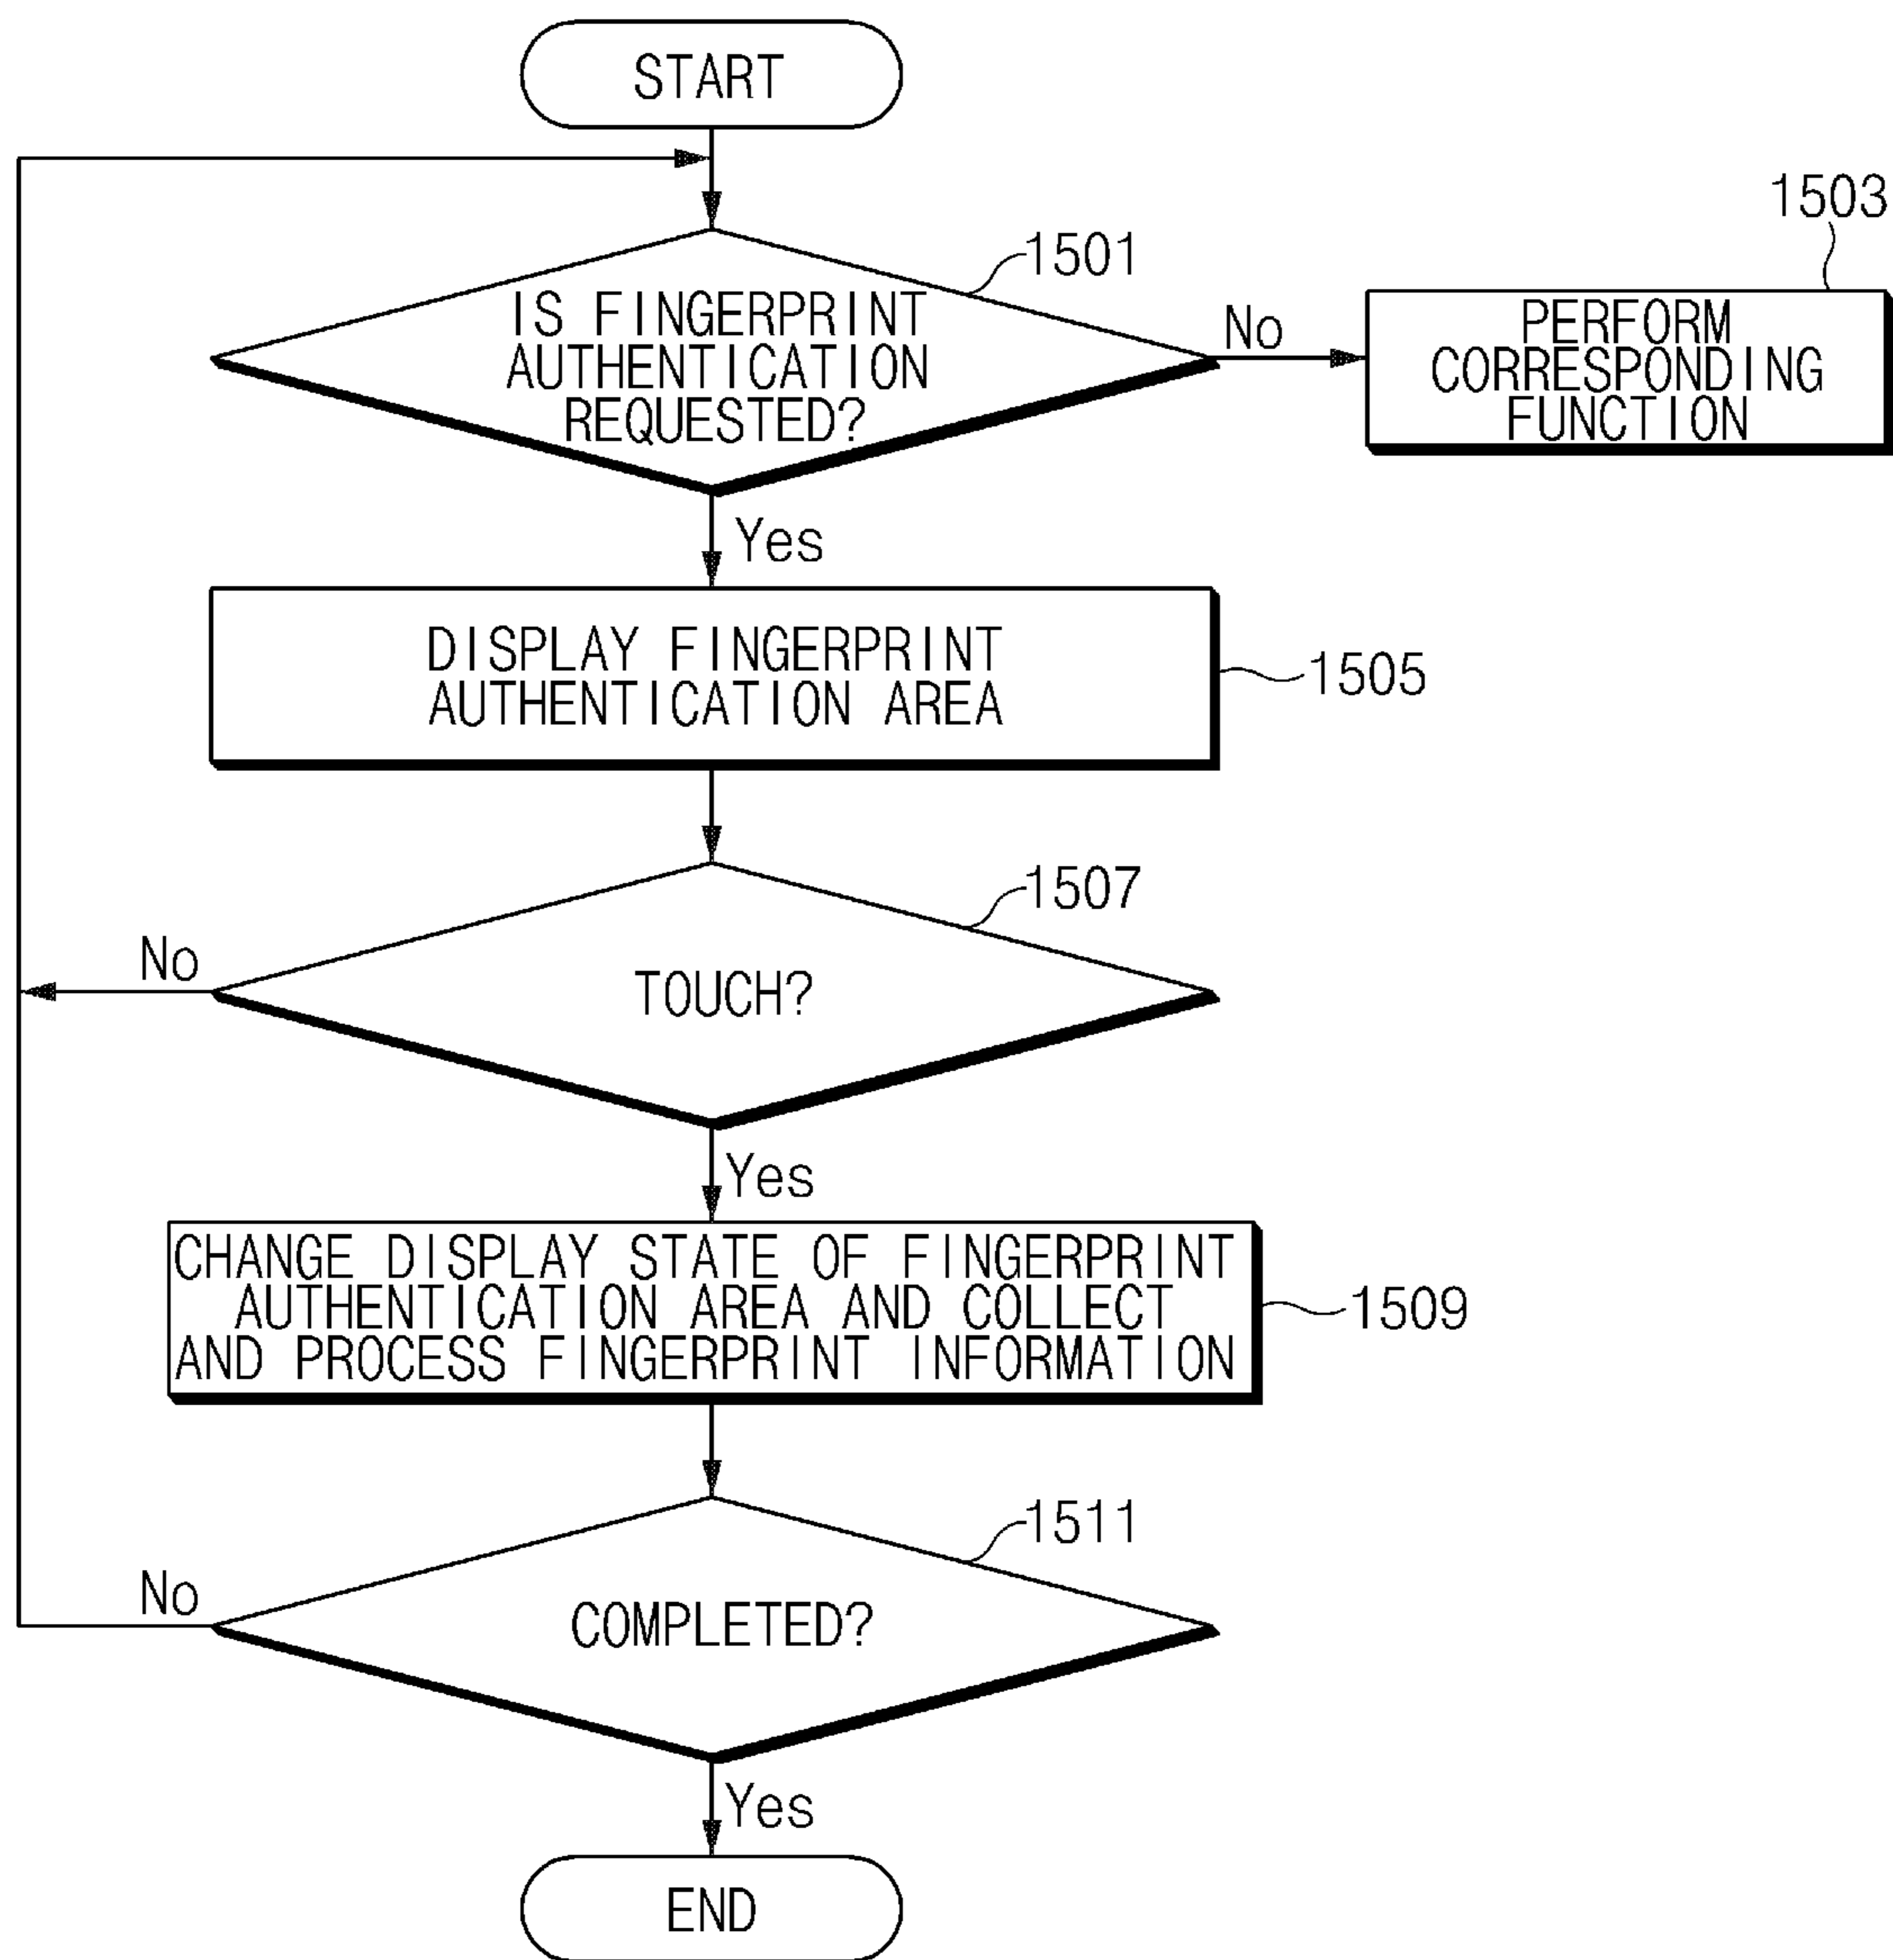 START
1501
1503
IS FINGERPRINT
AUTHENTICATION
REQUESTED?
No
PERFORM
CORRESPONDING
FUNCTION
Yes
DISPLAY FINGERPRINT
AUTHENTICATION AREA
1505
1507
No
TOUCH?
Yes
CHANGE DISPLAY STATE OF FINGERPRINT
AUTHENTICATION AREA AND COLLECT
AND PROCESS FINGERPRINT INFORMATION
1509
1511
No
COMPLETED?
Yes
END